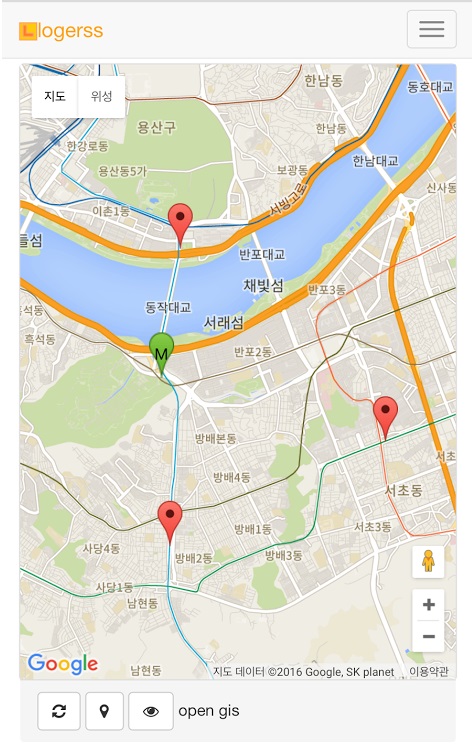 Llogerss
지도 위성
한남동
동호대교
용산구
한남동
한강로동
한남대교
용산동5가
보광동
신사동
이촌1동
서빙고로
들섬
반포대교
채빛섬
반포3동
동작대교
서래섬
석동
흑석동
반포2동
M
방배본동
방배4동
서초
서초동
방배1동
서초3동
사당4동
방배2동
방배3동
사당1동
남현동
남현동
Google
지도 데이터 ©2016 Google, SK planet 이용약관
open gis